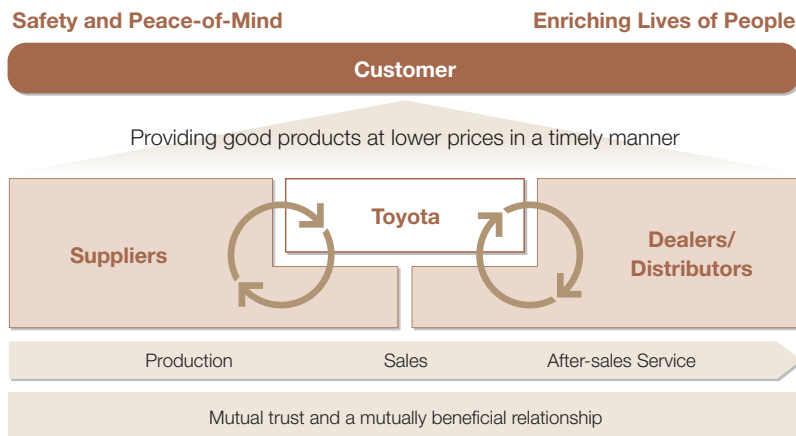 Safety and Peace-of-Mind
Enriching Lives of People
Customer
Providing good products at lower prices in a timely manner
Suppliers
Toyota
Dealers/
Distributors
Production
Sales
After-sales Service
Mutual trust and a mutually beneficial relationship